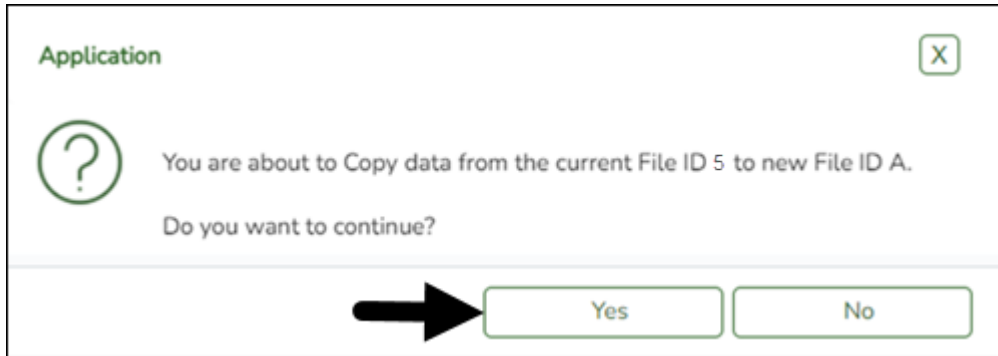 Application
X
?
You are about to Copy data from the current File ID 5 to new File ID A.
Do you want to continue?
Yes
No